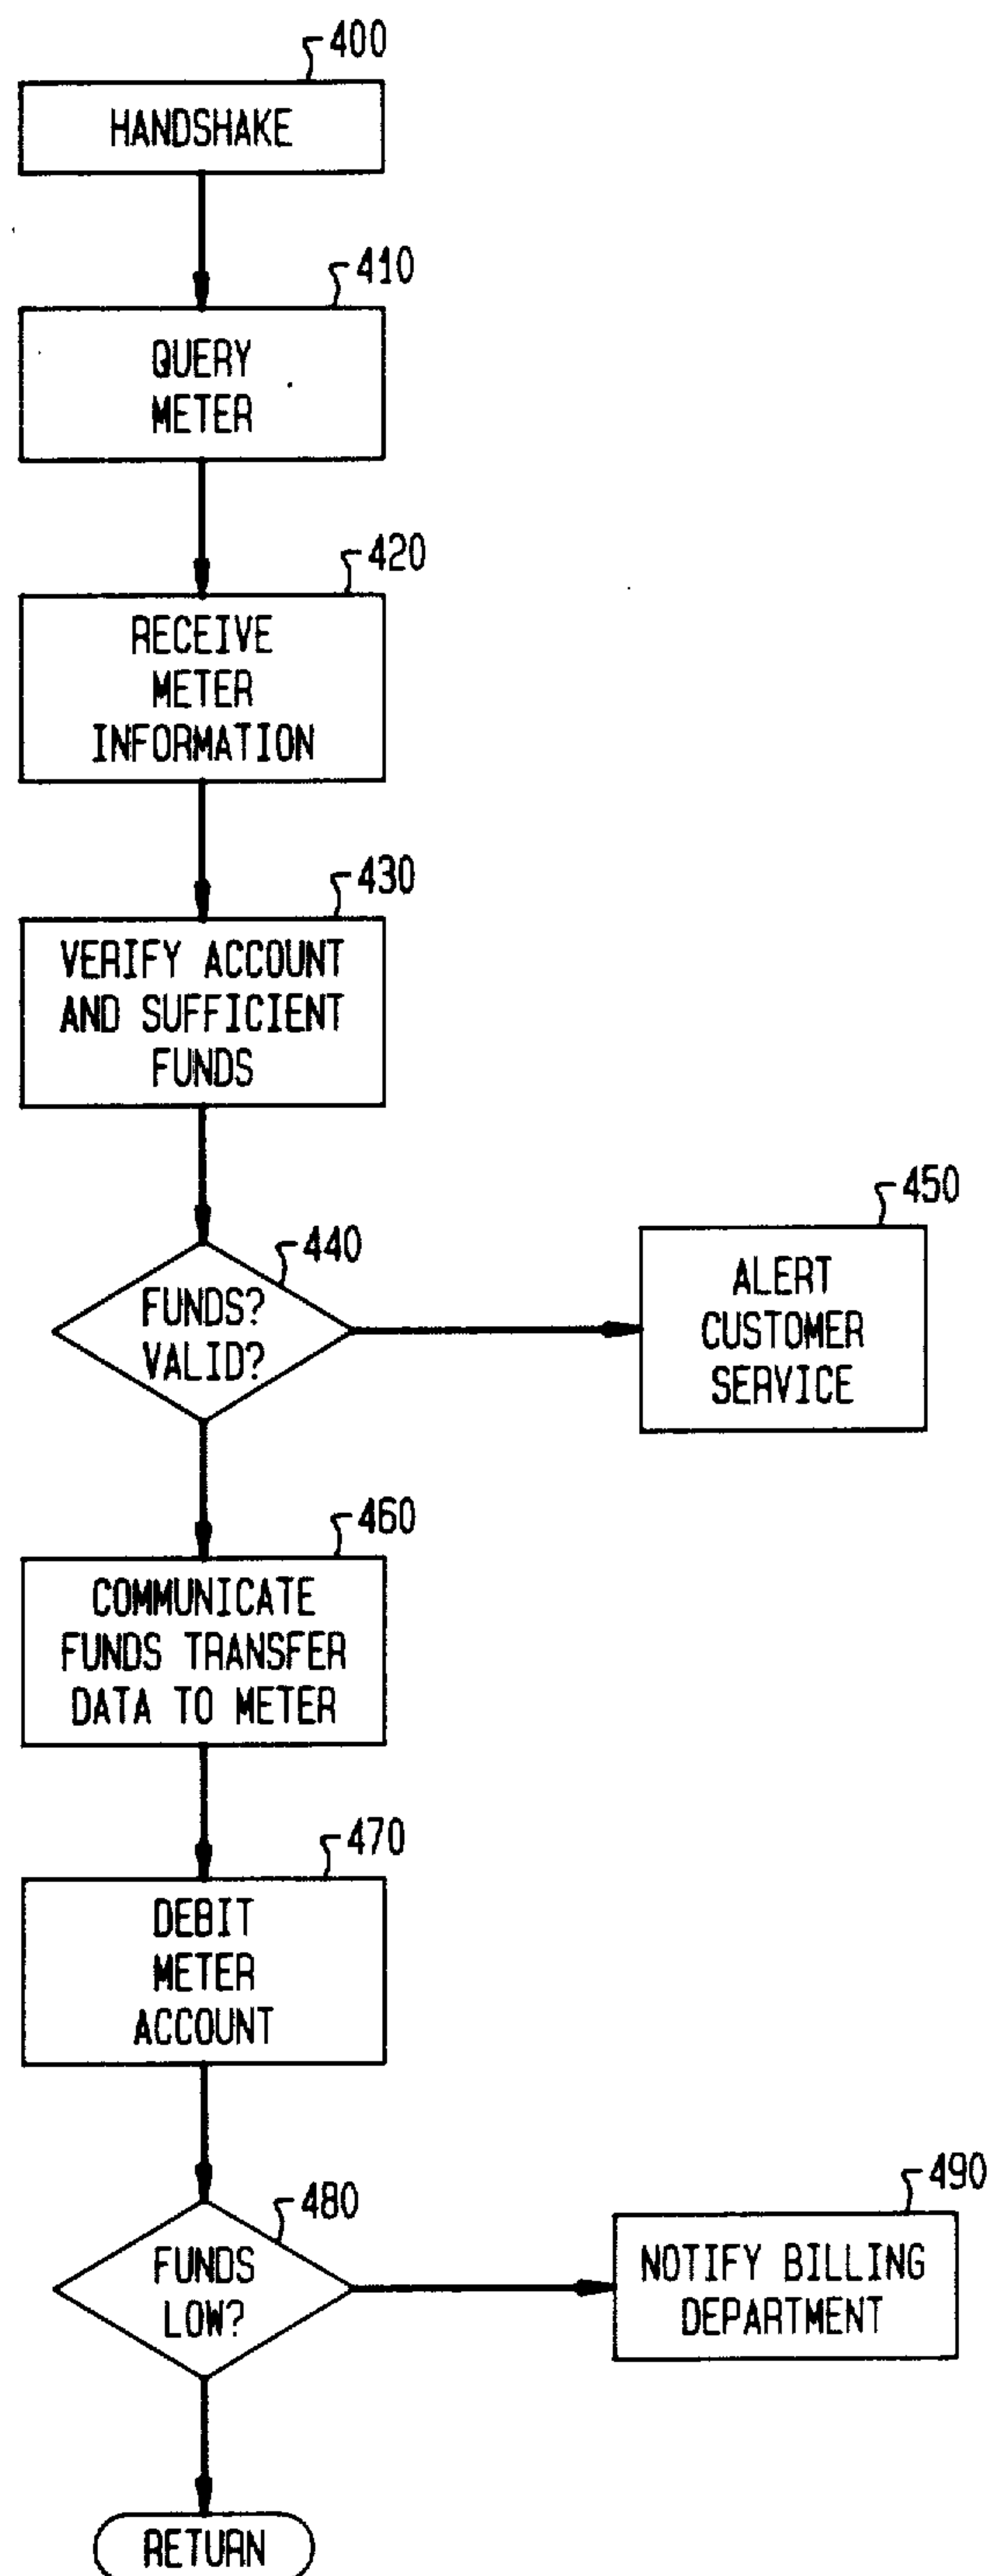 400
HANDSHAKE
410
QUERY
METER
420
RECEIVE
METER
INFORMATION
430
VERIFY ACCOUNT
AND SUFFICIENT
FUNDS
440
FUNDS?
VALID?
450
ALERT
CUSTOMER
SERVICE
460
COMMUNICATE
FUNDS TRANSFER
DATA TO METER
470
DEBIT
METER
ACCOUNT
480
FUNDS
LOW?
490
NOTIFY BILLING
DEPARTMENT
RETURN